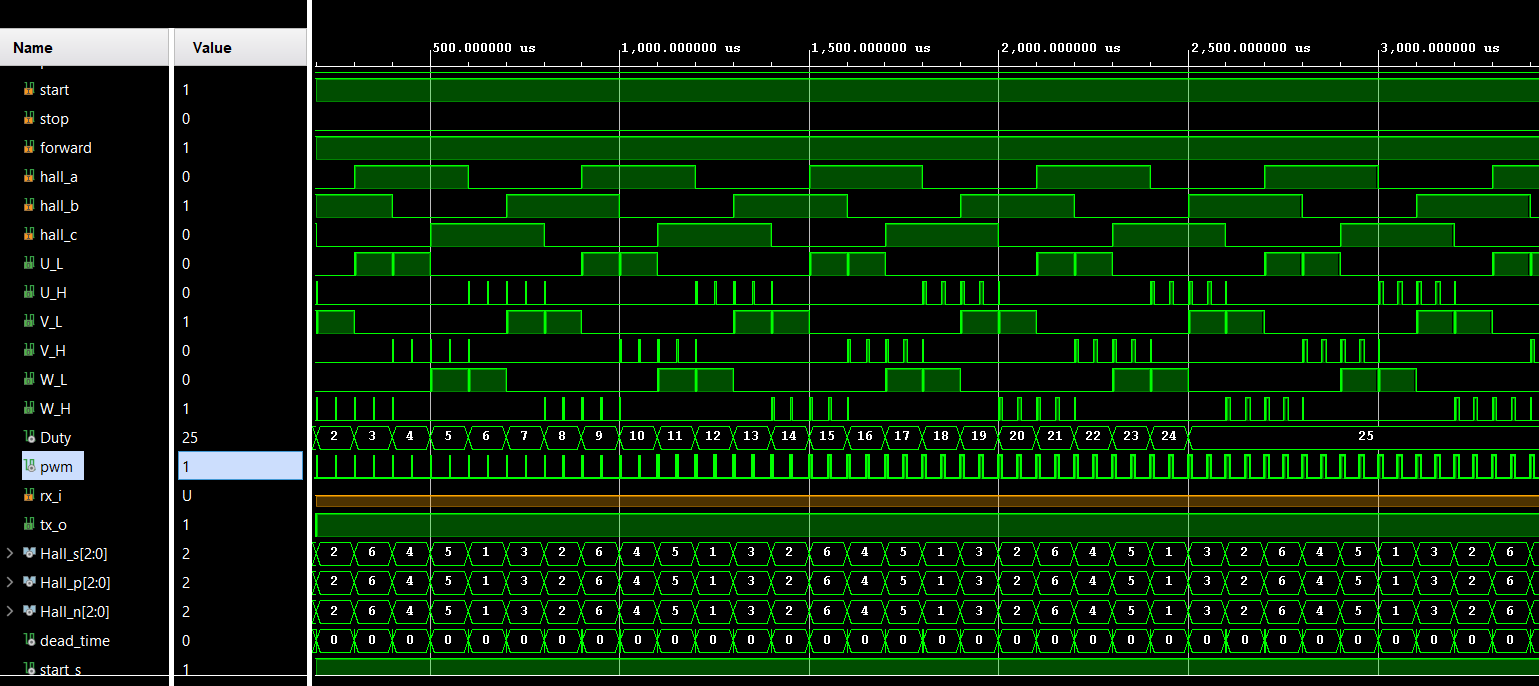 Name Value
500.000000 us 1,000.000000 us 1,500.000000 us 2,000.000000 us 2,500.000000 us 3,000.000000 us
start 1
stop 0
forward 1
hall_a 0
hall_b 1
hall_c 0
U_L 0
U_H 0
V_L 1
V_H 0
W_L 0
W_H 1
Duty 25 2 3 4 5 6 7 8 9 10 11 12 13 14 15 16 17 18 19 20 21 22 23 24 25
pwm 1
rx_i U
tx_o 1
Hall_s[2:0] 2 2 6 4 5 1 3 2 6 4 5 1 3 2 6 4 5 1 3 2 6 4 5 1 3 2 6 4 5 1 3 2 6
Hall_p[2:0] 2 2 6 4 5 1 3 2 6 4 5 1 3 2 6 4 5 1 3 2 6 4 5 1 3 2 6 4 5 1 3 2 6
Hall_n[2:0] 2 2 6 4 5 1 3 2 6 4 5 1 3 2 6 4 5 1 3 2 6 4 5 1 3 2 6 4 5 1 3 2 6
dead_time 0 0 0 0 0 0 0 0 0 0 0 0 0 0 0 0 0 0 0 0 0 0 0 0 0 0 0 0 0 0 0 0 0
start_s 1